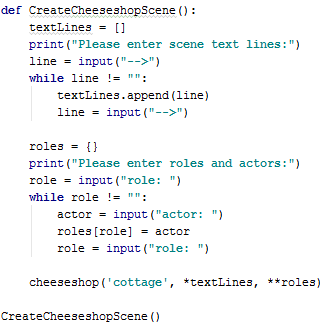 def CreateCheeseshopScene():
    textLines = []
    print("Please enter scene text lines:")
    line = input("-->")
    while line != "":
        textLines.append(line)
        line = input("-->")

    roles = {}
    print("Please enter roles and actors:")
    role = input("role: ")
    while role != "":
        actor = input("actor: ")
        roles[role] = actor
        role = input("role: ")

    cheeseshop('cottage', *textLines, **roles)

CreateCheeseshopScene()